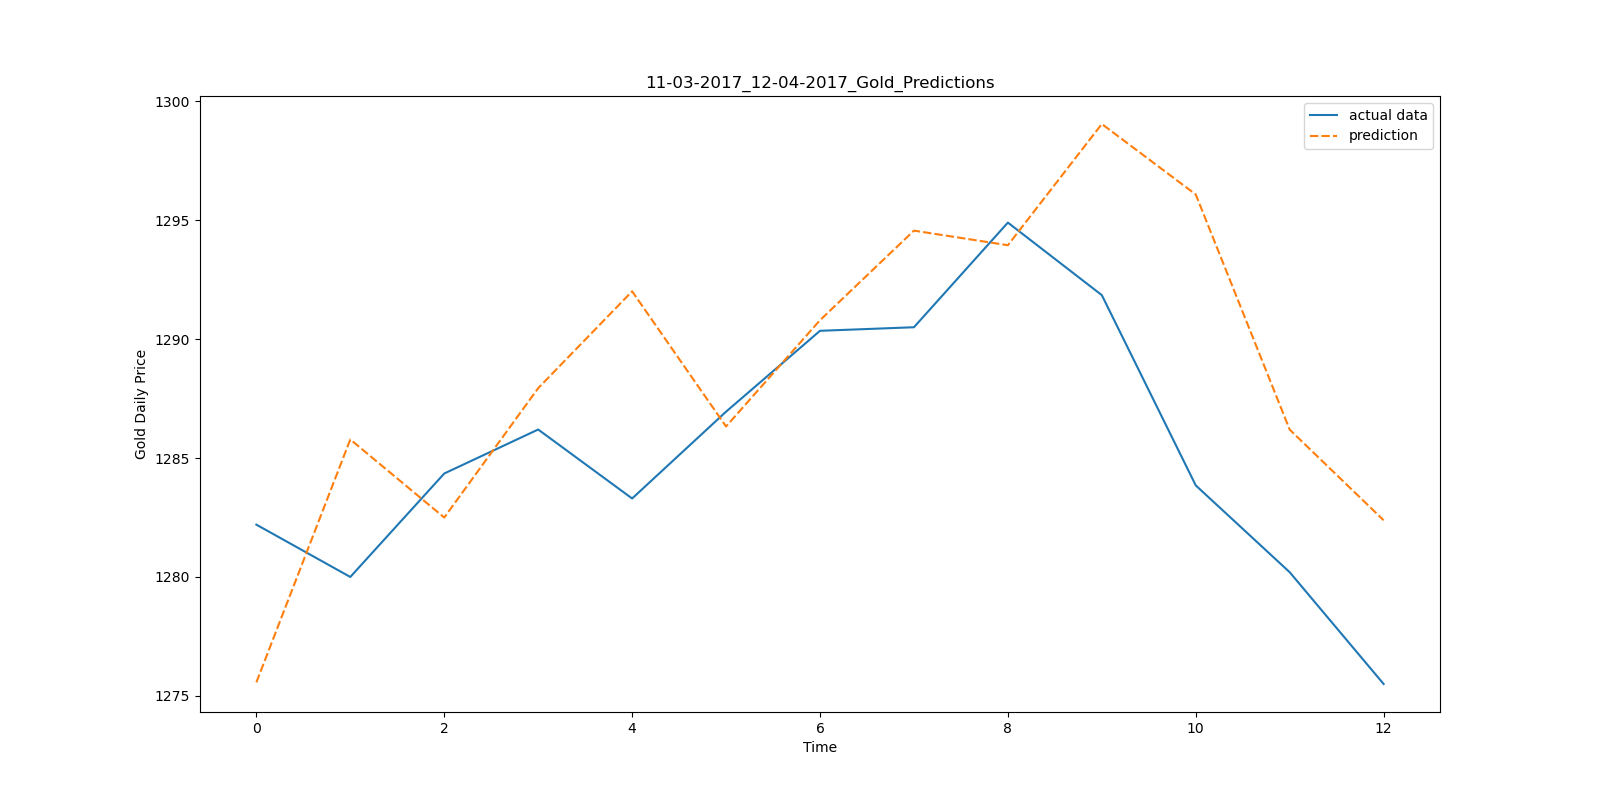 11-03-2017_12-04-2017_Gold_Predictions
actual data
prediction
Gold Daily Price
1300
1295
1290
1285
1280
1275
0 2 4 6 8 10 12
Time